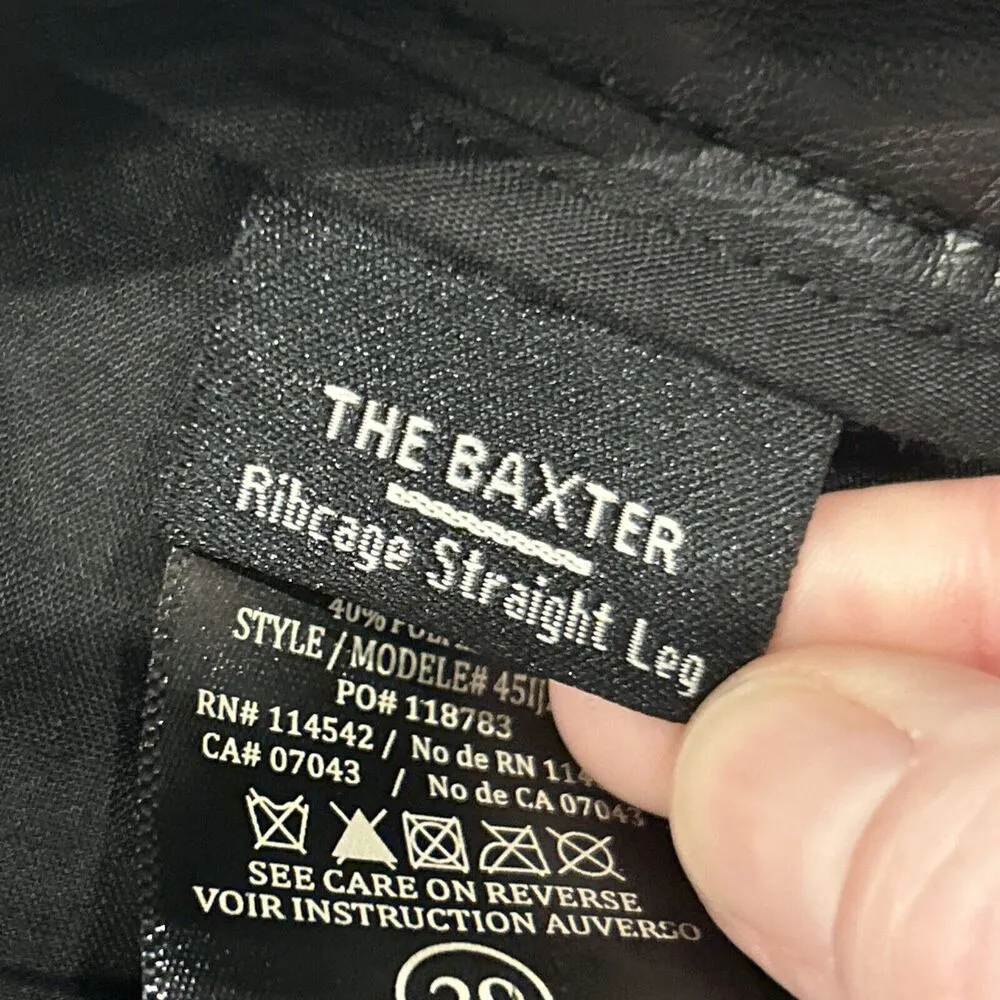 THE BAXTER
Ribcage Straight Leg
40%
STYLE / MODELE#
PO# 118783
RN# 114542 / No de RN
CA# 07043 / No de CA 07043
SEE CARE ON REVERSE
VOIR INSTRUCTION AUVERSO